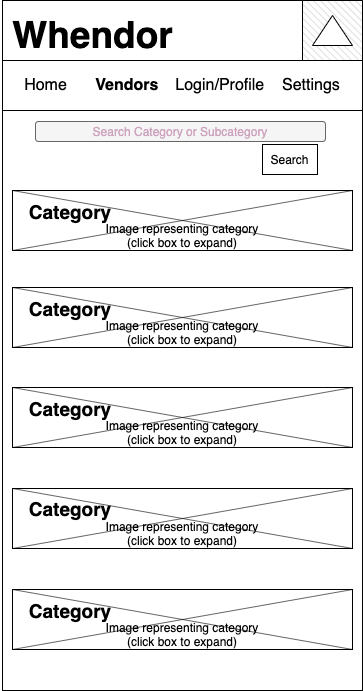 Whendor
Home Vendors Login/Profile Settings
Search Category or Subcategory
Search
Category
Image representing category
(click box to expand)
Category
Image representing category
(click box to expand)
Category
Image representing category
(click box to expand)
Category
Image representing category
(click box to expand)
Category
Image representing category
(click box to expand)